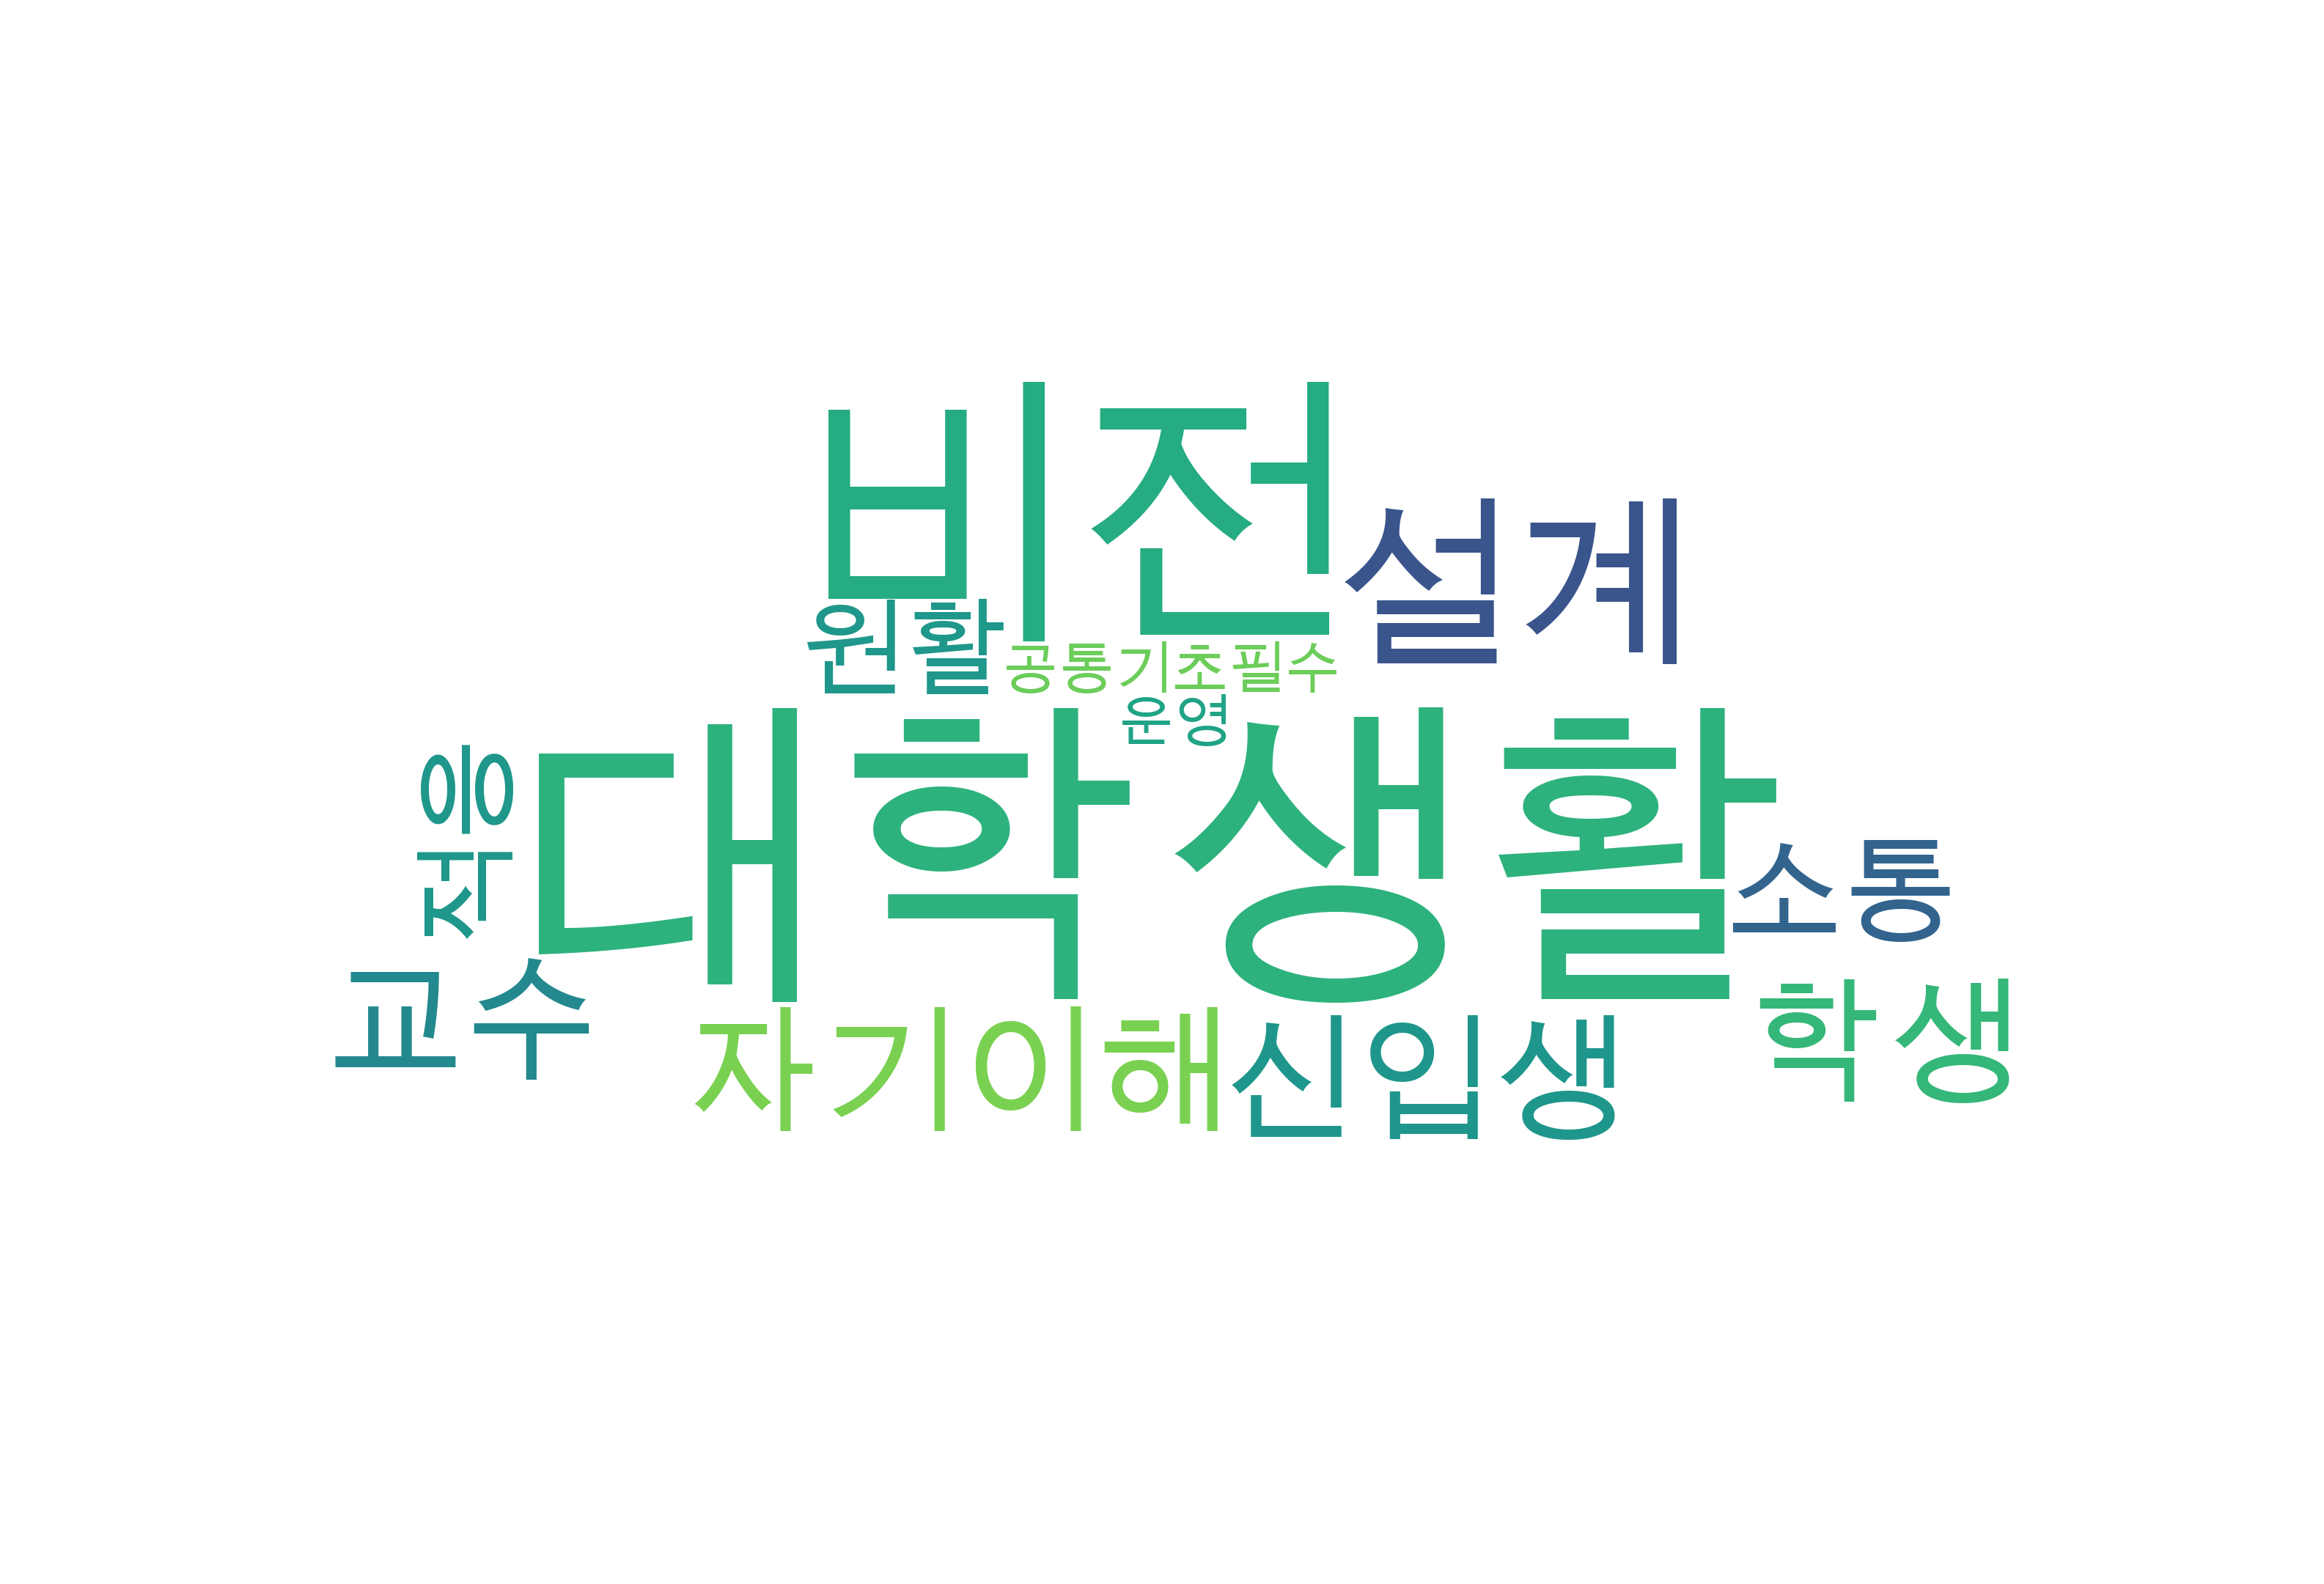 비전
설계
원활
공통기초필수
운영
대학생활
적응
소통
교수
학생
자기이해
신입생